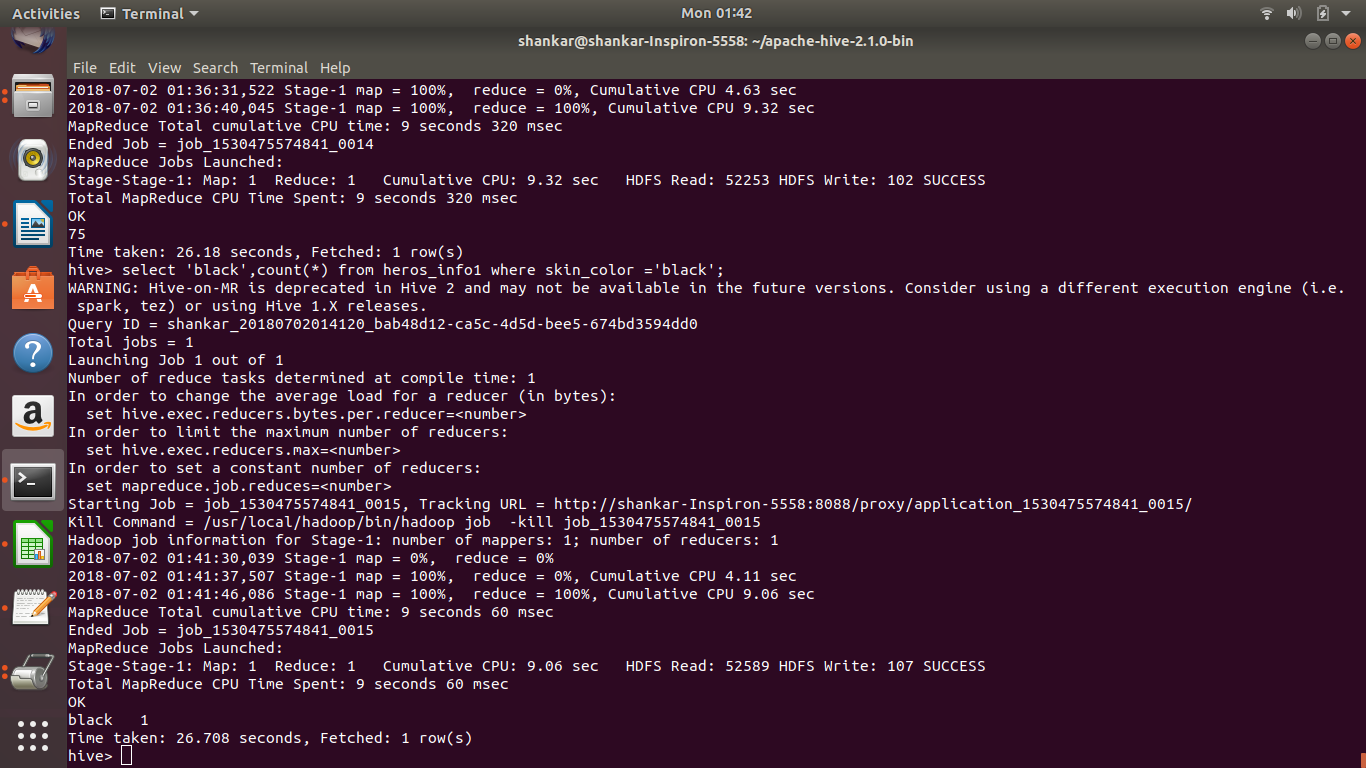 Activities Terminal Mon 01:42
shankar@shankar-Inspiron-5558: ~/apache-hive-2.1.0-bin
File Edit View Search Terminal Help
2018-07-02 01:36:31,522 Stage-1 map = 100%,  reduce = 0%, Cumulative CPU 4.63 sec
2018-07-02 01:36:40,045 Stage-1 map = 100%,  reduce = 100%, Cumulative CPU 9.32 sec
MapReduce Total cumulative CPU time: 9 seconds 320 msec
Ended Job = job_1530475574841_0014
MapReduce Jobs Launched:
Stage-Stage-1: Map: 1  Reduce: 1   Cumulative CPU: 9.32 sec   HDFS Read: 52253 HDFS Write: 102 SUCCESS
Total MapReduce CPU Time Spent: 9 seconds 320 msec
OK
75
Time taken: 26.18 seconds, Fetched: 1 row(s)
hive> select 'black',count(*) from heros_info1 where skin_color ='black';
WARNING: Hive-on-MR is deprecated in Hive 2 and may not be available in the future versions. Consider using a different execution engine (i.e.
 spark, tez) or using Hive 1.X releases.
Query ID = shankar_20180702014120_bab48d12-ca5c-4d5d-bee5-674bd3594dd0
Total jobs = 1
Launching Job 1 out of 1
Number of reduce tasks determined at compile time: 1
In order to change the average load for a reducer (in bytes):
  set hive.exec.reducers.bytes.per.reducer=<number>
In order to limit the maximum number of reducers:
  set hive.exec.reducers.max=<number>
In order to set a constant number of reducers:
  set mapreduce.job.reduces=<number>
Starting Job = job_1530475574841_0015, Tracking URL = http://shankar-Inspiron-5558:8088/proxy/application_1530475574841_0015/
Kill Command = /usr/local/hadoop/bin/hadoop job  -kill job_1530475574841_0015
Hadoop job information for Stage-1: number of mappers: 1; number of reducers: 1
2018-07-02 01:41:30,039 Stage-1 map = 0%,  reduce = 0%
2018-07-02 01:41:37,507 Stage-1 map = 100%,  reduce = 0%, Cumulative CPU 4.11 sec
2018-07-02 01:41:46,086 Stage-1 map = 100%,  reduce = 100%, Cumulative CPU 9.06 sec
MapReduce Total cumulative CPU time: 9 seconds 60 msec
Ended Job = job_1530475574841_0015
MapReduce Jobs Launched:
Stage-Stage-1: Map: 1  Reduce: 1   Cumulative CPU: 9.06 sec   HDFS Read: 52589 HDFS Write: 107 SUCCESS
Total MapReduce CPU Time Spent: 9 seconds 60 msec
OK
black	1
Time taken: 26.708 seconds, Fetched: 1 row(s)
hive>